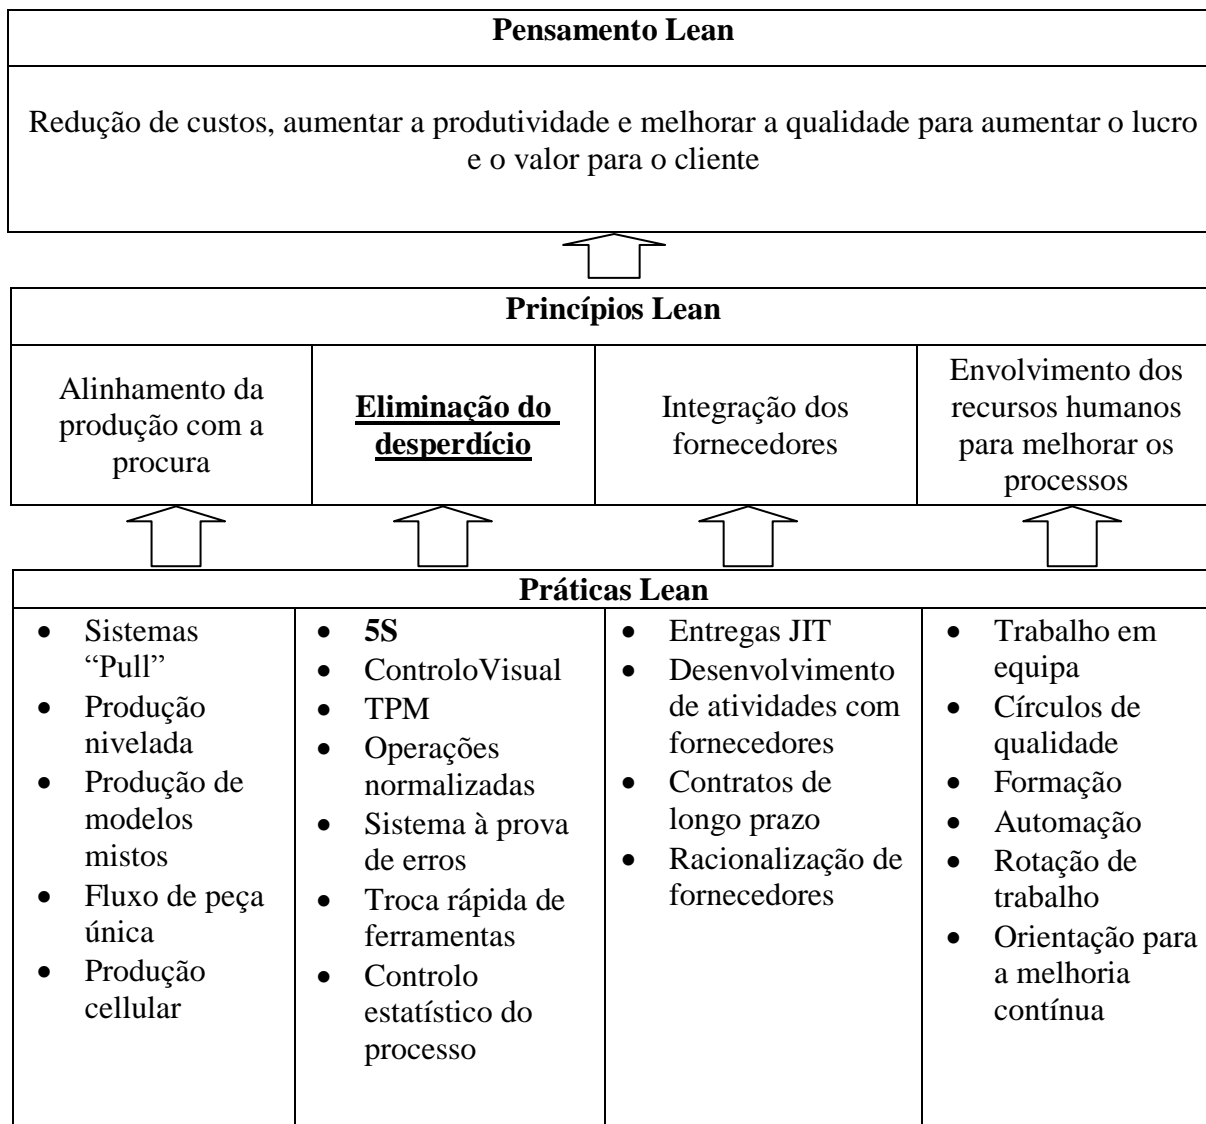 Pensamento Lean
Redução de custos, aumentar a produtividade e melhorar a qualidade para aumentar o lucro
e o valor para o cliente
Princípios Lean
Alinhamento da
produção com a
procura
Eliminação do
desperdício
Integração dos
fornecedores
Envolvimento dos
recursos humanos
para melhorar os
processos
Práticas Lean
• Sistemas
“Pull”
• Produção
nivelada
• Produção de
modelos
mistos
• Fluxo de peça
única
• Produção
cellular
• 5S
• ControloVisual
• TPM
• Operações
normalizadas
• Sistema à prova
de erros
• Troca rápida de
ferramentas
• Controlo
estatístico do
processo
• Entregas JIT
• Desenvolvimento
de atividades com
fornecedores
• Contratos de
longo prazo
• Racionalização de
fornecedores
• Trabalho em
equipa
• Círculos de
qualidade
• Formação
• Automação
• Rotação de
trabalho
• Orientação para
a melhoria
contínua